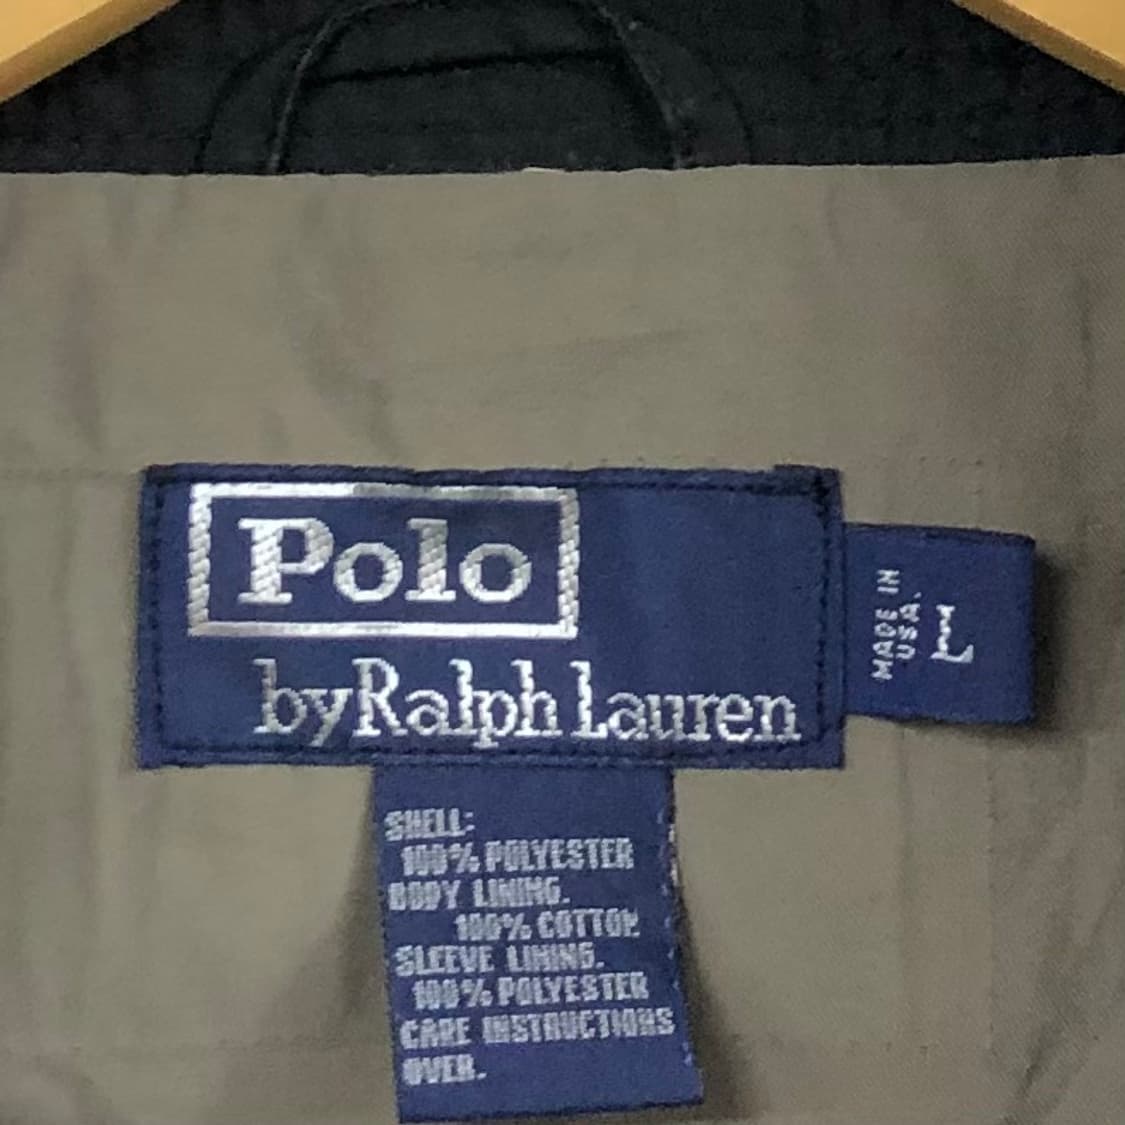 Polo
by Ralph Lauren
MADE IN
USA.
L
SHELL:
100% POLYESTER
BODY LINING.
100% COTTON.
SLEEVE LINING.
100% POLYESTER
CARE INSTRUCTIONS
OVER.